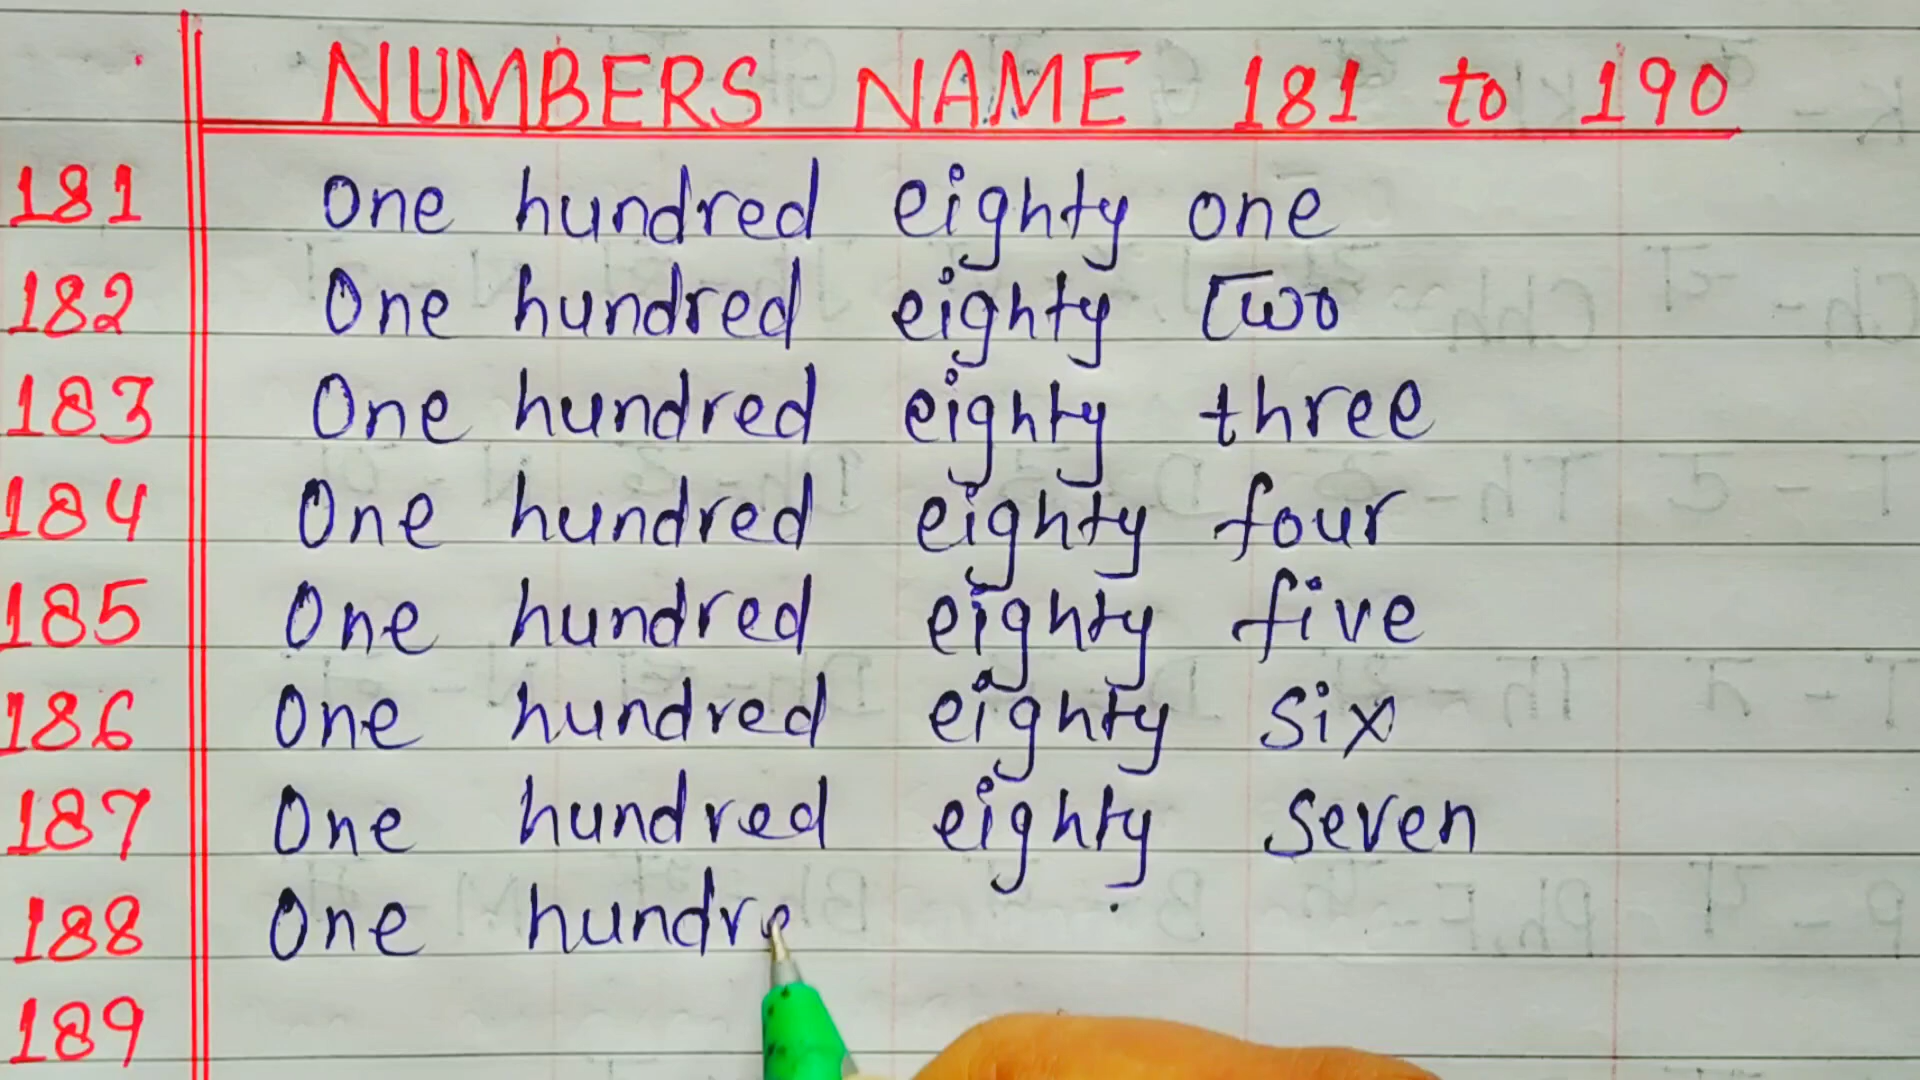 NUMBERS NAME 181 to 190
181 One hundred eighty one
182 One hundred eighty Two
183 One hundred eighty three
184 One hundred eighty four
185 One hundred eighty five
186 One hundred eighty six
187 One hundred eighty seven
188 One hundre
189